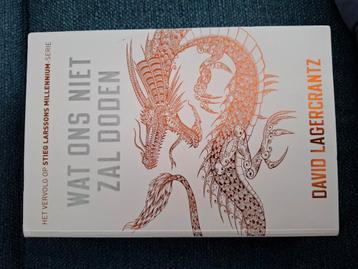 HET VERVOLG OP STIEG LARSSONS MILLENNIUM-SERIE
WAT ONS NIET
ZAL DODEN
DAVID LAGERCRANTZ